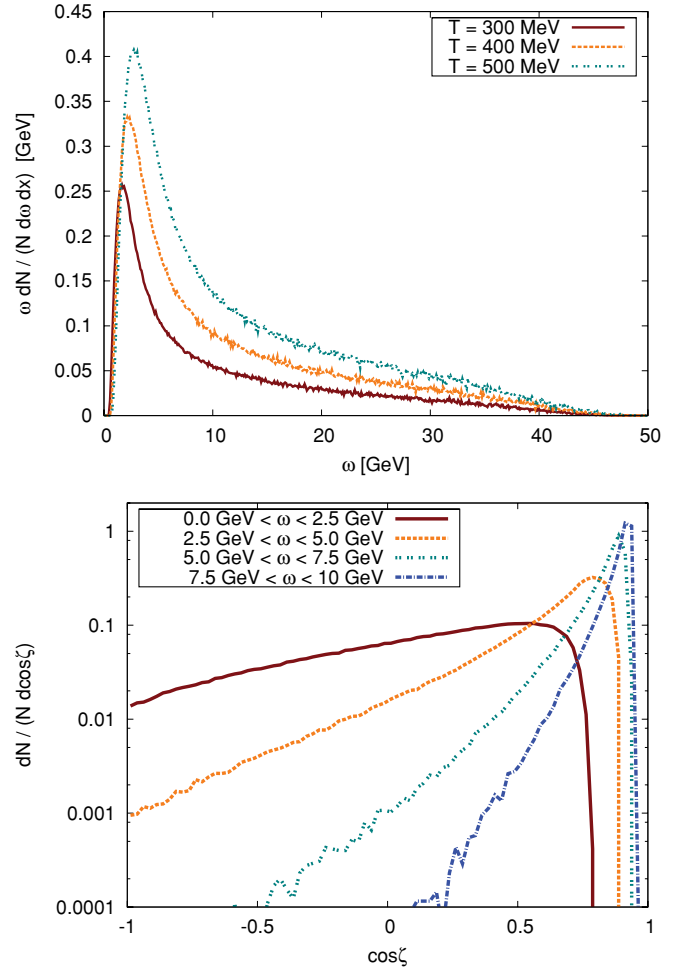 T = 300 MeV
T = 400 MeV
T = 500 MeV
ω dN / (N dω dx) [GeV]
0.45
0.4
0.35
0.3
0.25
0.2
0.15
0.1
0.05
0
0 10 20 30 40 50
ω [GeV]
0.0 GeV < ω < 2.5 GeV
2.5 GeV < ω < 5.0 GeV
5.0 GeV < ω < 7.5 GeV
7.5 GeV < ω < 10 GeV
dN / (N dcosζ)
1
0.1
0.01
0.001
0.0001
-1 -0.5 0 0.5 1
cosζ